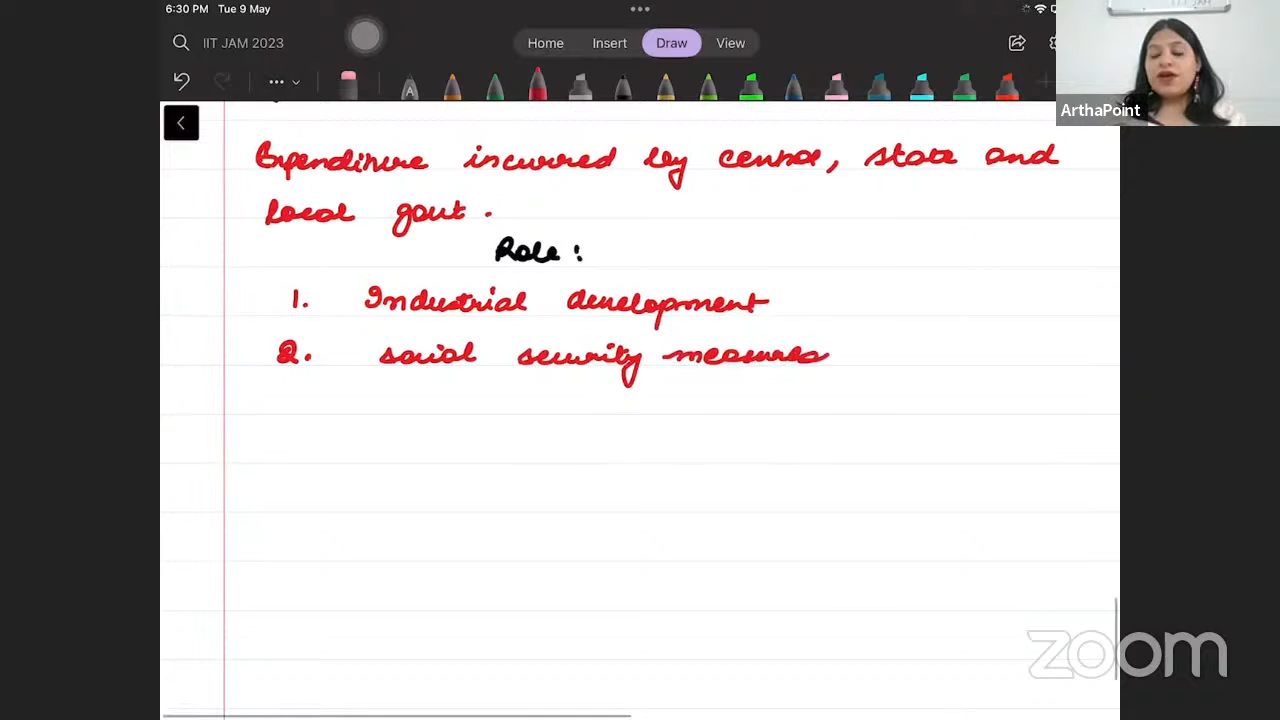 6:30 PM Tue 9 May
IIT JAM 2023
Home Insert Draw View
A
ArthaPoint
Expenditure incurred by central, state and
local govt.
Role:
1. Industrial development
2. social security measures
zoom